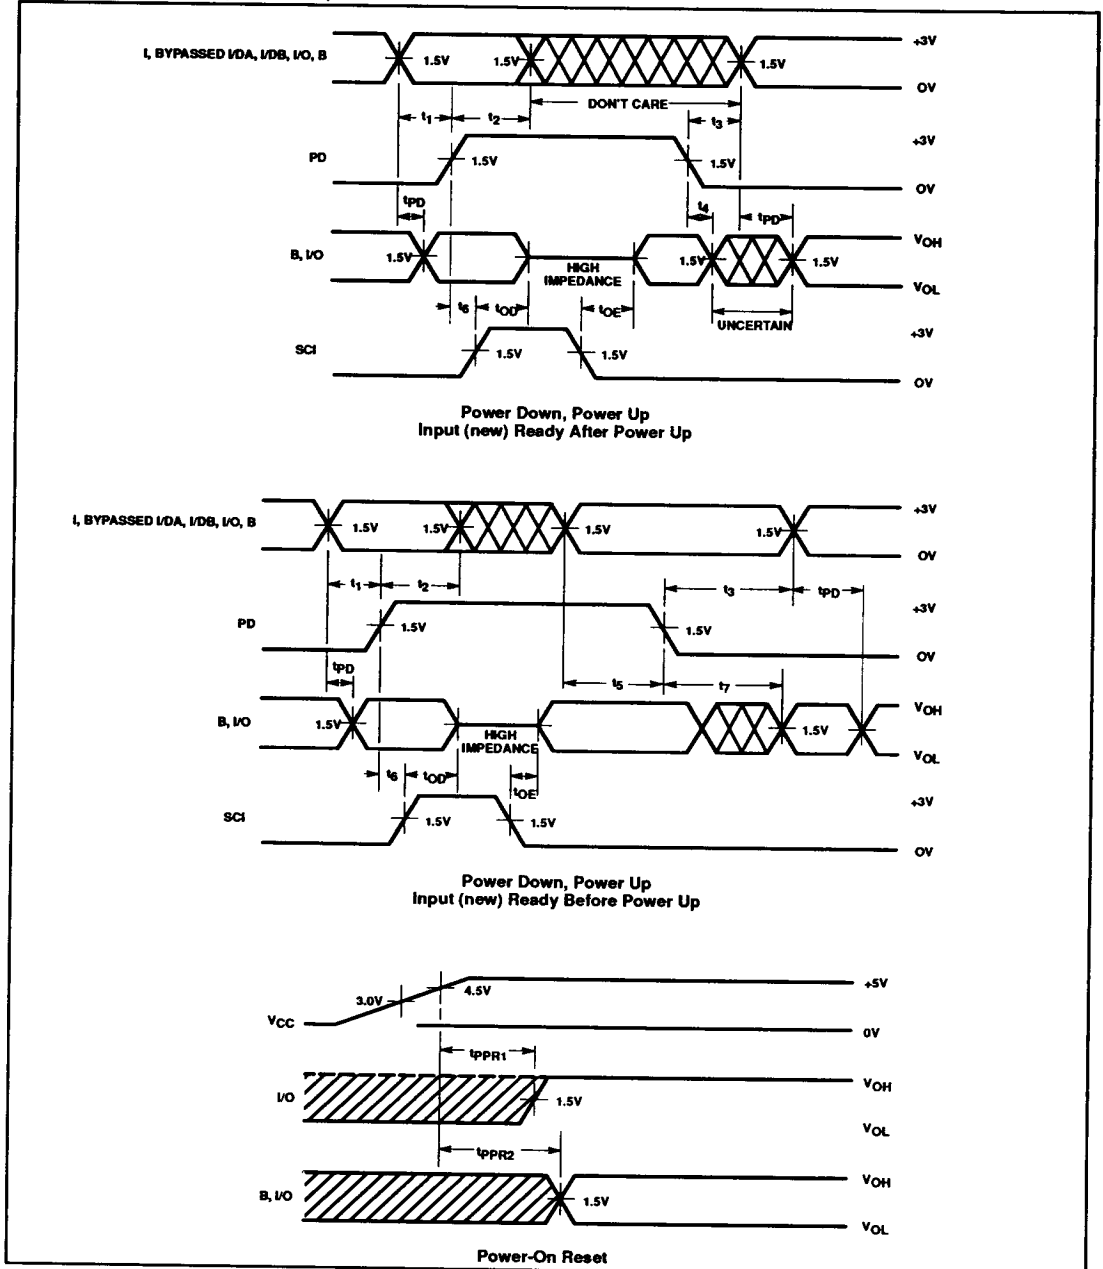 I, BYPASSED I/DA, I/DB, I/O, B 1.5V 1.5V 1.5V +3V
0V
DON'T CARE
t1 t2 t3
PD 1.5V 1.5V +3V
0V
tPD t4 tPD
B, I/O 1.5V HIGH IMPEDANCE 1.5V 1.5V VOH
VOL
t6 tOD tOE UNCERTAIN
SCI 1.5V 1.5V +3V
0V
Power Down, Power Up
Input (new) Ready After Power Up
I, BYPASSED I/DA, I/DB, I/O, B 1.5V 1.5V 1.5V 1.5V +3V
0V
t1 t2 t3 tPD
PD 1.5V 1.5V +3V
0V
tPD t5 t7
B, I/O 1.5V HIGH IMPEDANCE 1.5V VOH
VOL
t6 tOD tOE
SCI 1.5V 1.5V +3V
0V
Power Down, Power Up
Input (new) Ready Before Power Up
VCC 3.0V 4.5V +5V
0V
tPPR1
I/O 1.5V VOH
VOL
tPPR2
B, I/O 1.5V VOH
VOL
Power-On Reset